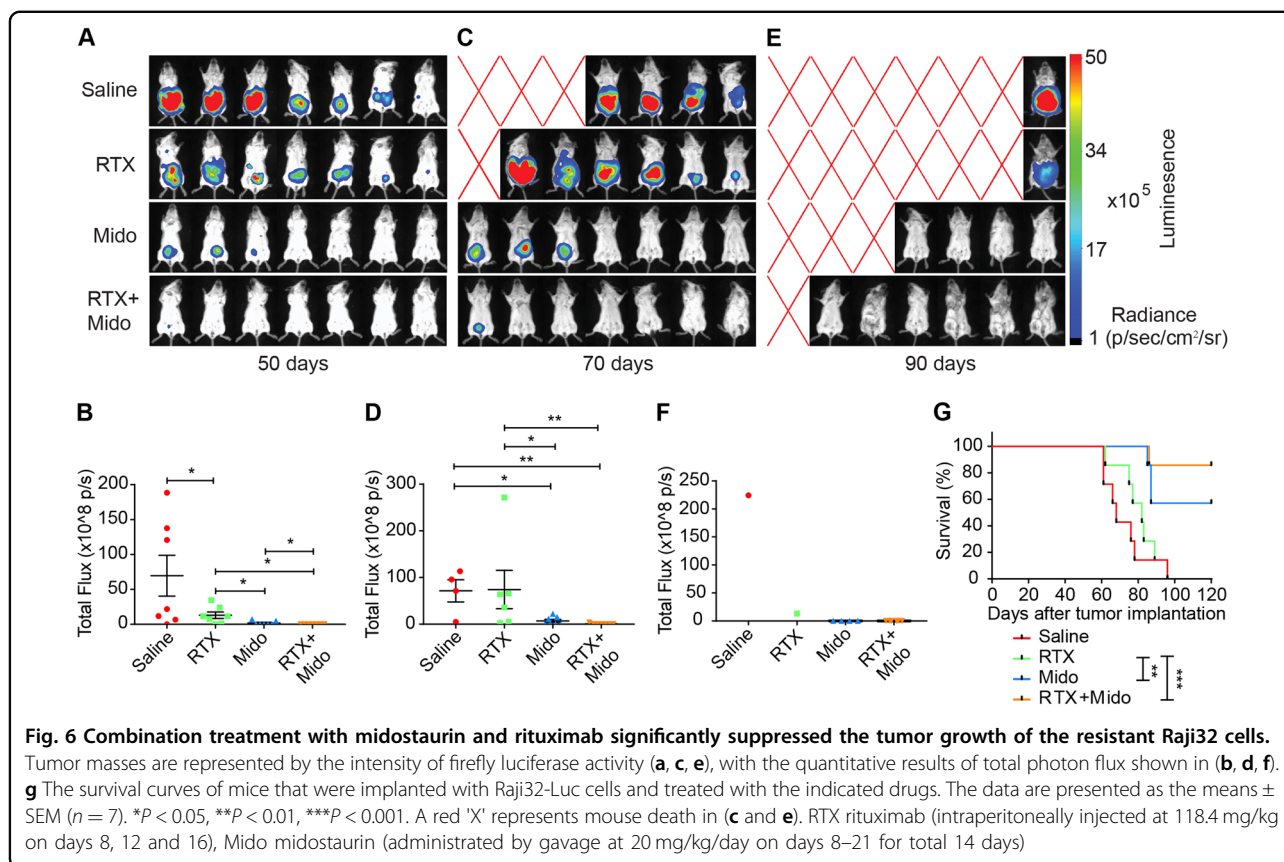 A
C
E
Saline
RTX
Mido
RTX+
Mido
50 days
70 days
90 days
50
34
x10^5
17
1
Luminesence
Radiance
(p/sec/cm²/sr)
B
Total Flux (x10^8 p/s)
200
150
100
50
0
*
*
*
*
Saline
RTX
Mido
RTX+
Mido
D
Total Flux (x10^8 p/s)
300
200
100
0
**
*
**
*
Saline
RTX
Mido
RTX+
Mido
F
Total Flux (x10^8 p/s)
250
200
150
100
50
0
Saline
RTX
Mido
RTX+
Mido
G
Survival (%)
100
80
60
40
20
0
0 20 40 60 80 100 120
Days after tumor implantation
Saline
RTX
Mido
RTX+Mido
**
***
Fig. 6 Combination treatment with midostaurin and rituximab significantly suppressed the tumor growth of the resistant Raji32 cells.
Tumor masses are represented by the intensity of firefly luciferase activity (a, c, e), with the quantitative results of total photon flux shown in (b, d, f).
g The survival curves of mice that were implanted with Raji32-Luc cells and treated with the indicated drugs. The data are presented as the means ±
SEM (n = 7). *P < 0.05, **P < 0.01, ***P < 0.001. A red 'X' represents mouse death in (c and e). RTX rituximab (intraperitoneally injected at 118.4 mg/kg
on days 8, 12 and 16), Mido midostaurin (administrated by gavage at 20 mg/kg/day on days 8–21 for total 14 days)